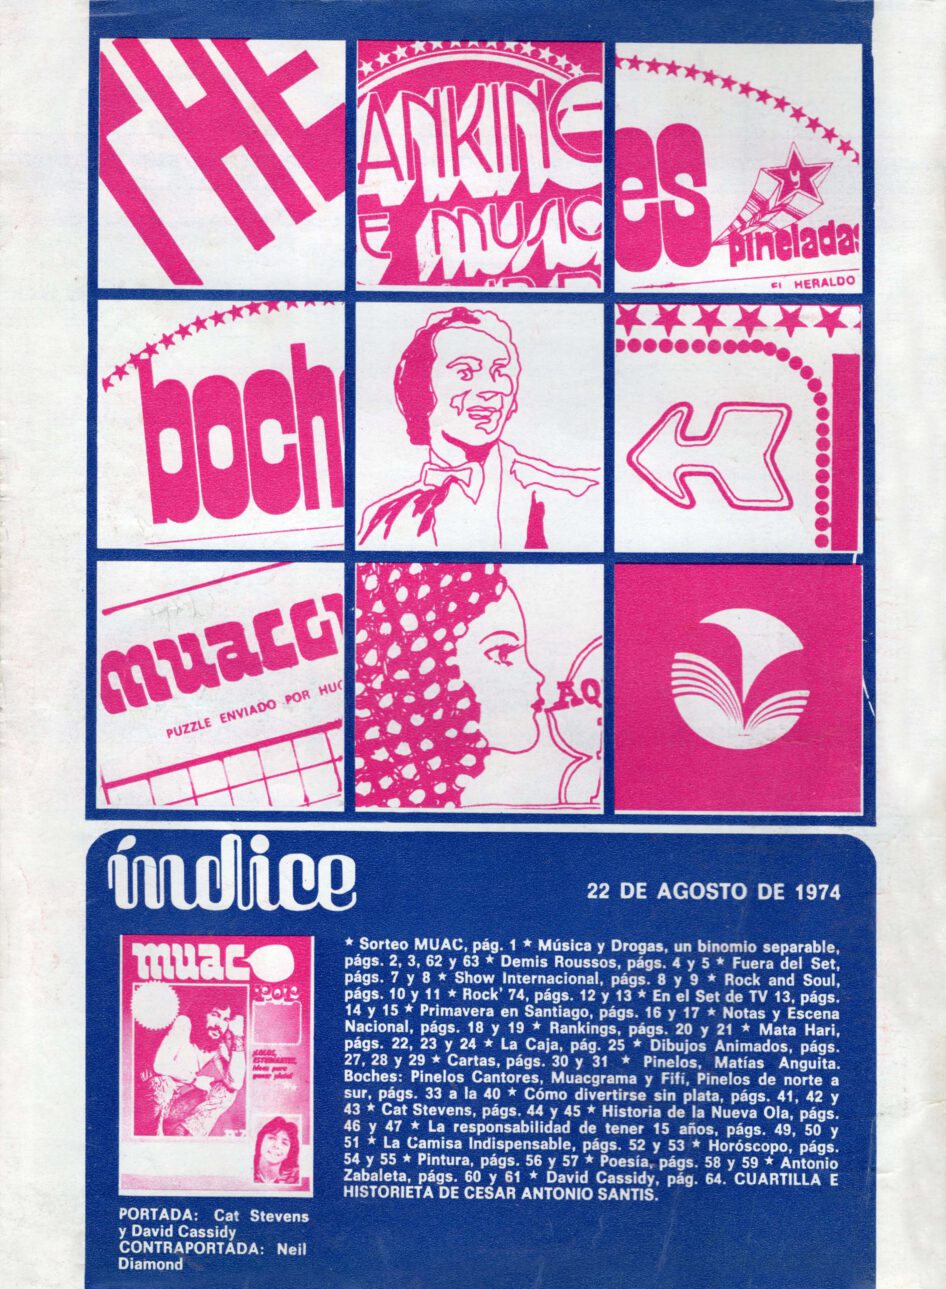 THE
ANKING
E MUSIC
es
pineladas
EL HERALDO
boch
muaccr
PUZZLE ENVIADO POR HUG
AQ
índice
22 DE AGOSTO DE 1974
muac
POP
★ Sorteo MUAC, pág. 1 ★ Música y Drogas, un binomio separable,
págs. 2, 3, 62 y 63 ★ Demis Roussos, págs. 4 y 5 ★ Fuera del Set,
págs. 7 y 8 ★ Show Internacional, págs. 8 y 9 ★ Rock and Soul,
págs. 10 y 11 ★ Rock' 74, págs. 12 y 13 ★ En el Set de TV 13, págs.
14 y 15 ★ Primavera en Santiago, págs. 16 y 17 ★ Notas y Escena
Nacional, págs. 18 y 19 ★ Rankings, págs. 20 y 21 ★ Mata Hari,
págs. 22, 23 y 24 ★ La Caja, pág. 25 ★ Dibujos Animados, págs.
27, 28 y 29 ★ Cartas, págs. 30 y 31 ★ Pinelos, Matías Anguita.
Boches: Pinelos Cantores, Muacgrama y Fifí, Pinelos de norte a
sur, págs. 33 a la 40 ★ Cómo divertirse sin plata, págs. 41, 42 y
43 ★ Cat Stevens, págs. 44 y 45 ★ Historia de la Nueva Ola, págs.
46 y 47 ★ La responsabilidad de tener 15 años, págs. 49, 50 y
51 ★ La Camisa Indispensable, págs. 52 y 53 ★ Horóscopo, págs.
54 y 55 ★ Pintura, págs. 56 y 57 ★ Poesía, págs. 58 y 59 ★ Antonio
Zabaleta, págs. 60 y 61 ★ David Cassidy, pág. 64. CUARTILLA E
HISTORIETA DE CESAR ANTONIO SANTIS.
PORTADA: Cat Stevens
y David Cassidy
CONTRAPORTADA: Neil
Diamond